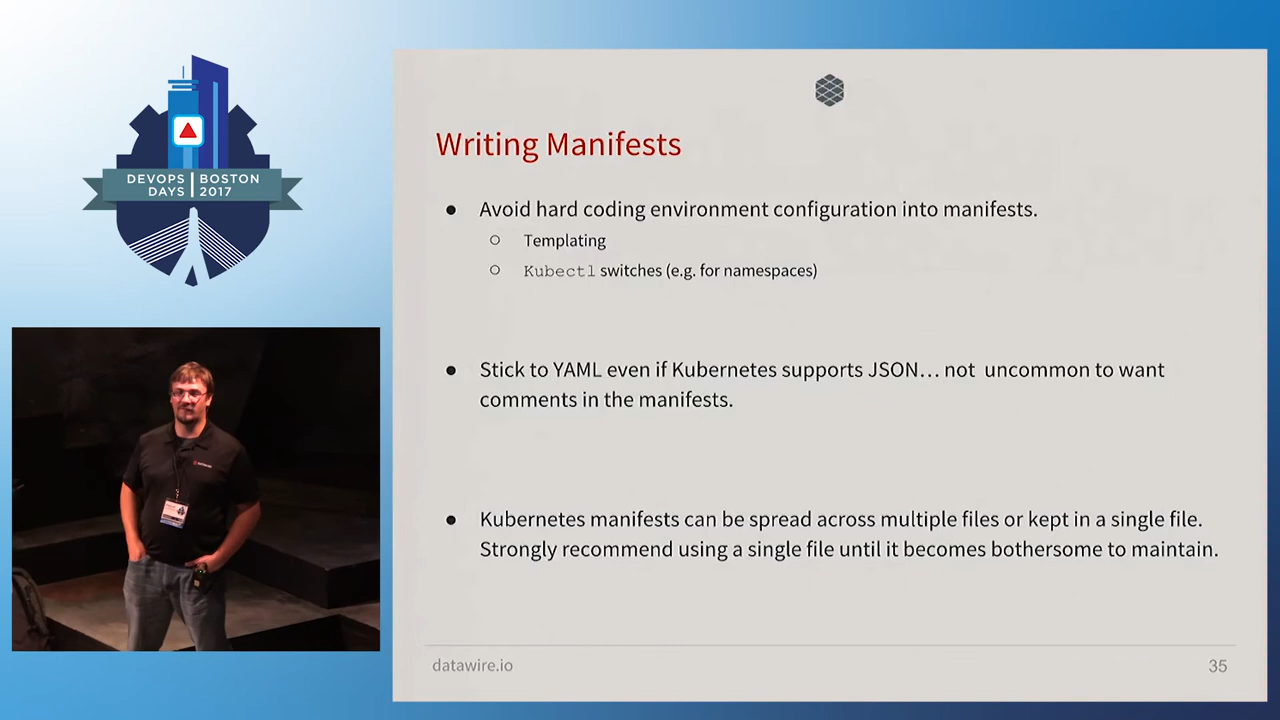 DEVOPS DAYS
BOSTON 2017
Writing Manifests
● Avoid hard coding environment configuration into manifests.
○ Templating
○ Kubectl switches (e.g. for namespaces)
● Stick to YAML even if Kubernetes supports JSON… not uncommon to want
comments in the manifests.
● Kubernetes manifests can be spread across multiple files or kept in a single file.
Strongly recommend using a single file until it becomes bothersome to maintain.
datawire.io
35